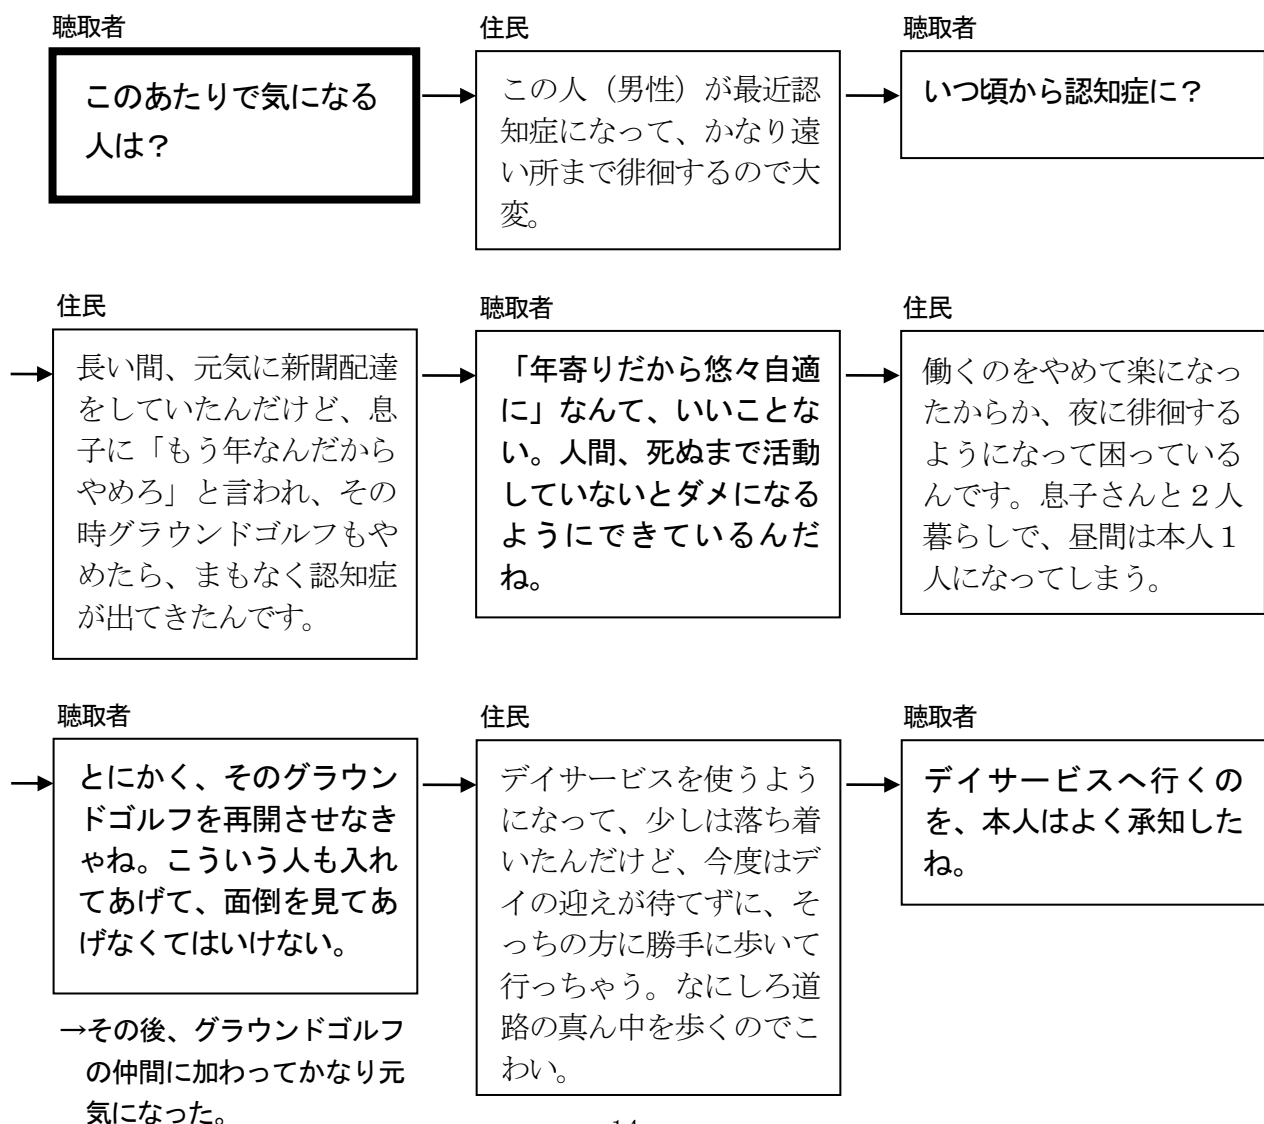 聴取者
このあたりで気になる
人は？
住民
この人（男性）が最近認
知症になって、かなり遠
い所まで徘徊するので大
変。
聴取者
いつ頃から認知症に？
住民
長い間、元気に新聞配達
をしていたんだけど、息
子に「もう年なんだから
やめろ」と言われ、その
時グラウンドゴルフもや
めたら、まもなく認知症
が出てきたんです。
聴取者
「年寄りだから悠々自適
に」なんて、いいことな
い。人間、死ぬまで活動
していないとダメになる
ようにできているんだ
ね。
住民
働くのをやめて楽になっ
たからか、夜に徘徊する
ようになって困っている
んです。息子さんと２人
暮らしで、昼間は本人１
人になってしまう。
聴取者
とにかく、そのグラウン
ドゴルフを再開させなき
ゃね。こういう人も入れ
てあげて、面倒を見てあ
げなくてはいけない。
→その後、グラウンドゴルフ
の仲間に加わってかなり元
気になった。
住民
デイサービスを使うよう
になって、少しは落ち着
いたんだけど、今度はデ
イの迎えが待てずに、そ
っちの方に勝手に歩いて
行っちゃう。なにしろ道
路の真ん中を歩くのでこ
わい。
聴取者
デイサービスへ行くの
を、本人はよく承知した
ね。